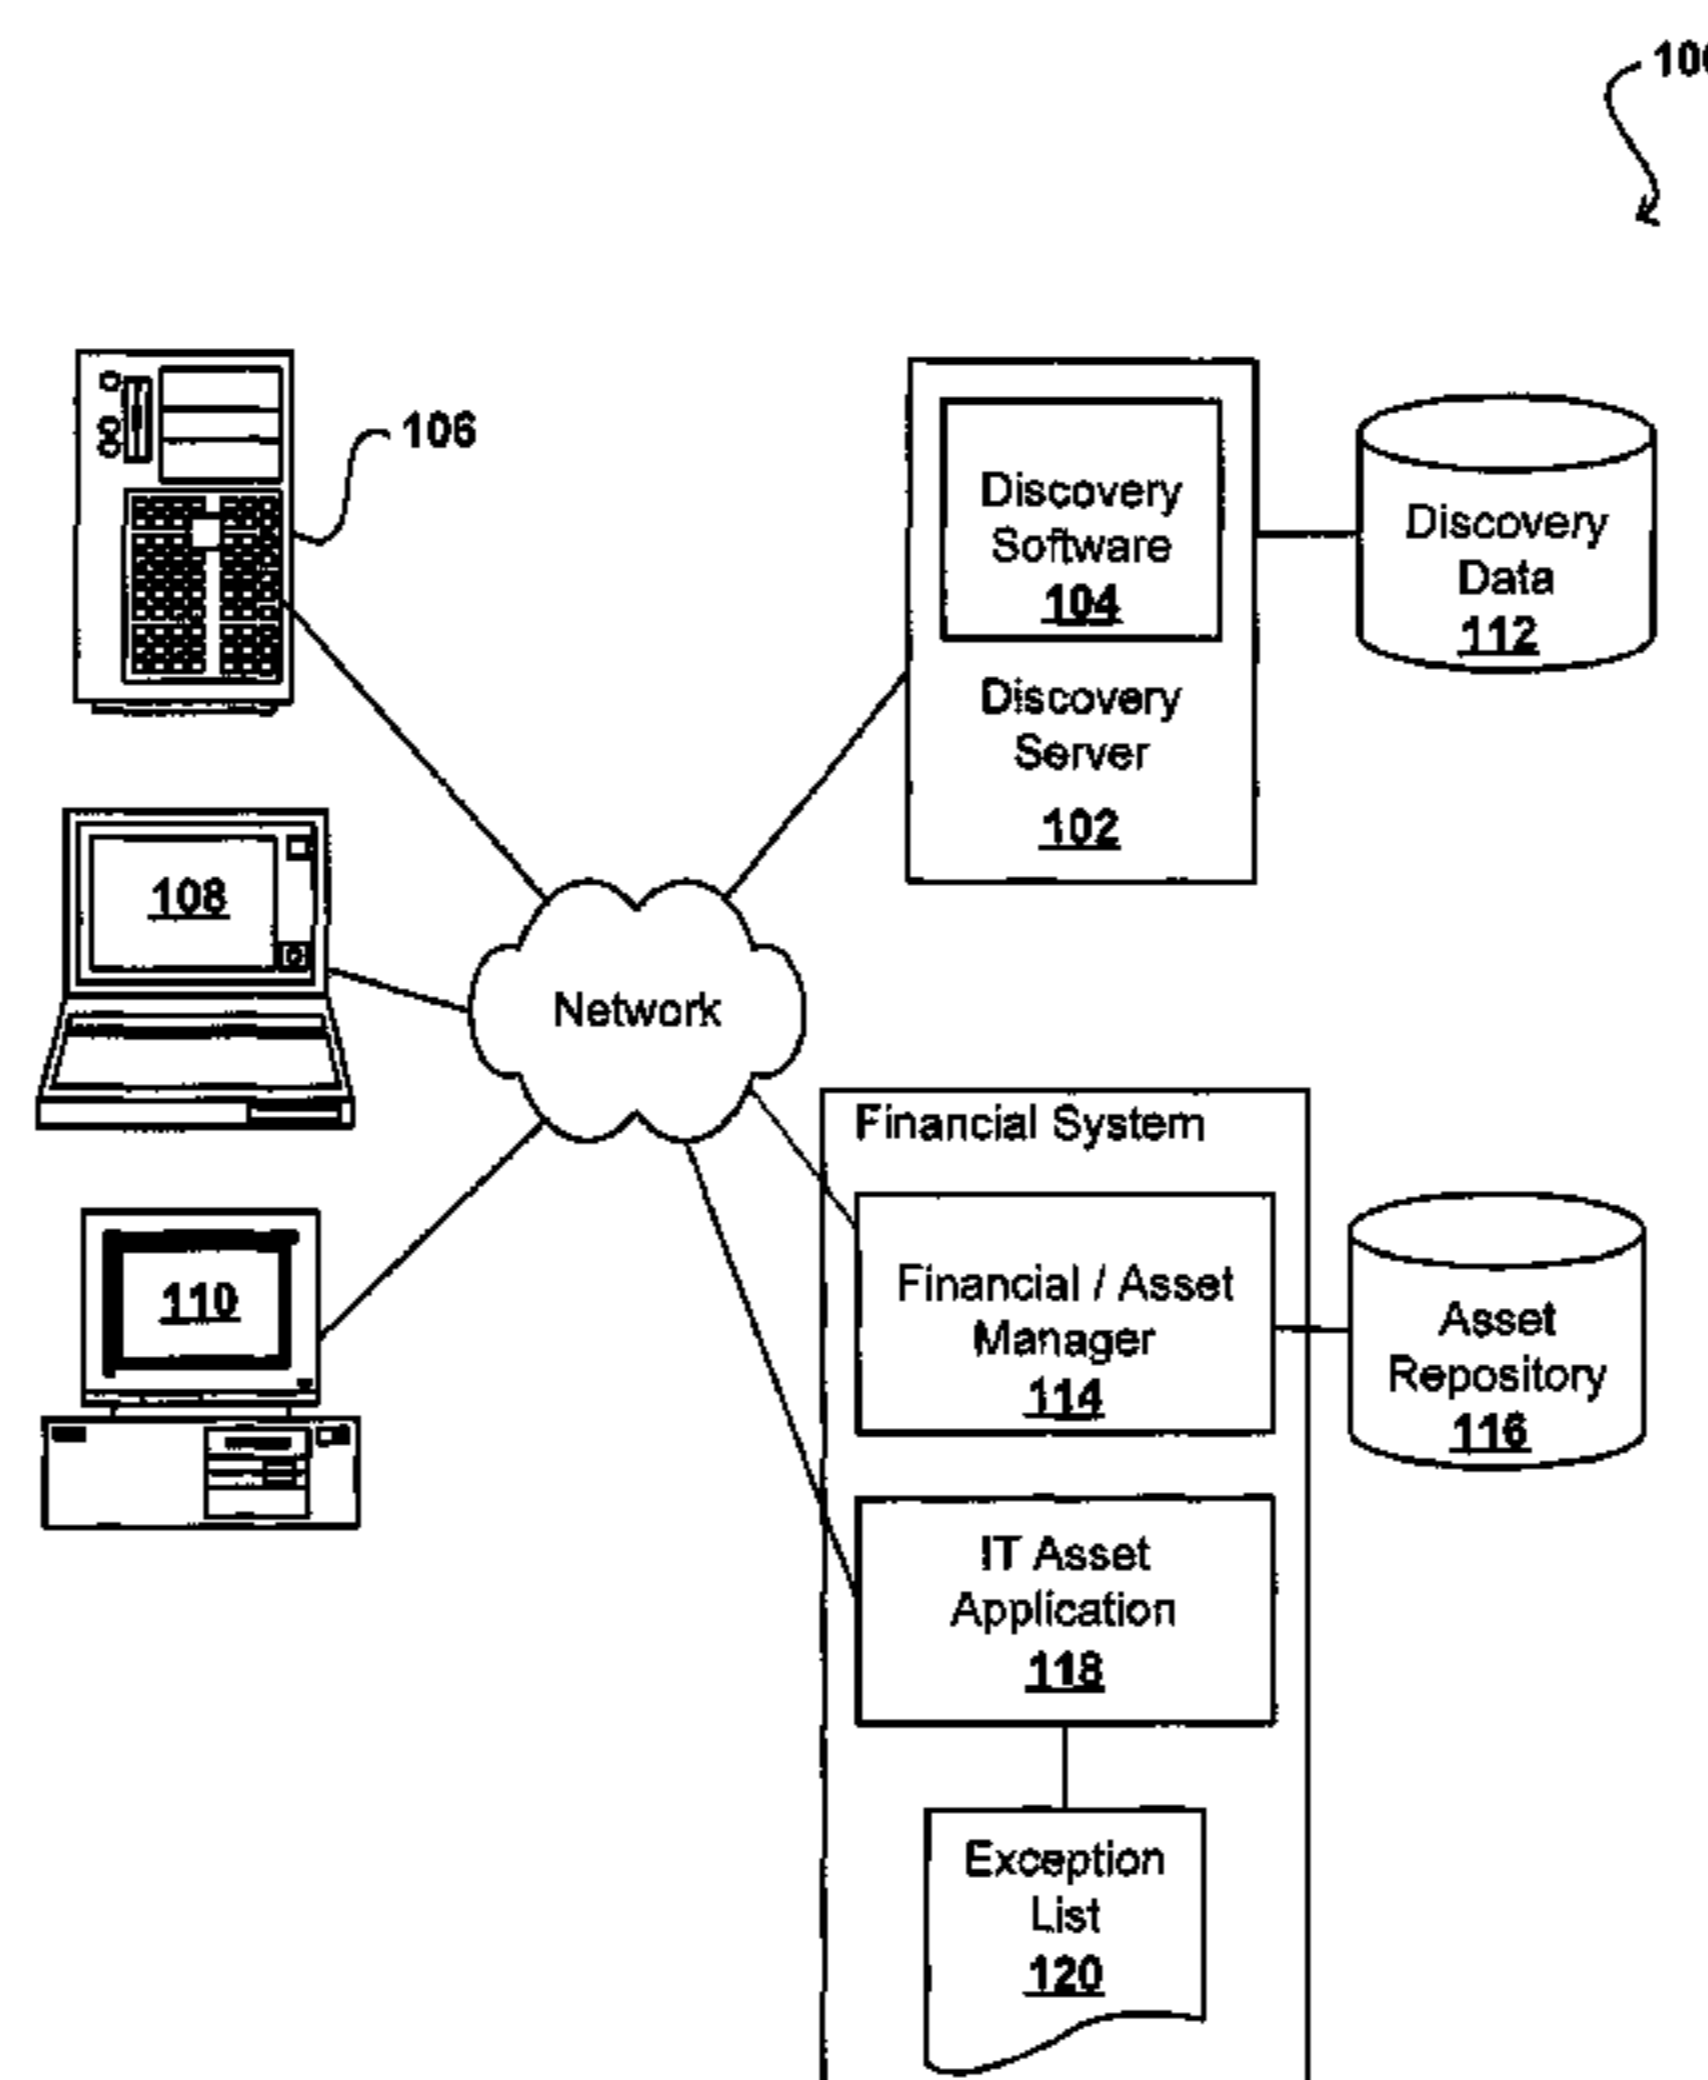 106
Discovery
Software
104
Discovery
Server
102
Discovery
Data
112
108
Network
110
Financial System
Financial / Asset
Manager
114
Asset
Repository
116
IT Asset
Application
118
Exception
List
120